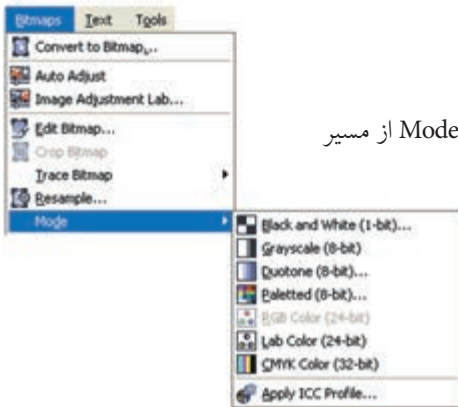 Bitmaps Text Tools
Convert to Bitmap...
Auto Adjust
Image Adjustment Lab...
Edit Bitmap...
Crop Bitmap
Trace Bitmap
Resample...
Mode
Mode از مسیر
Black and White (1-bit)...
Grayscale (8-bit)
Duotone (8-bit)...
Paletted (8-bit)...
RGB Color (24-bit)
Lab Color (24-bit)
CMYK Color (32-bit)
Apply ICC Profile...